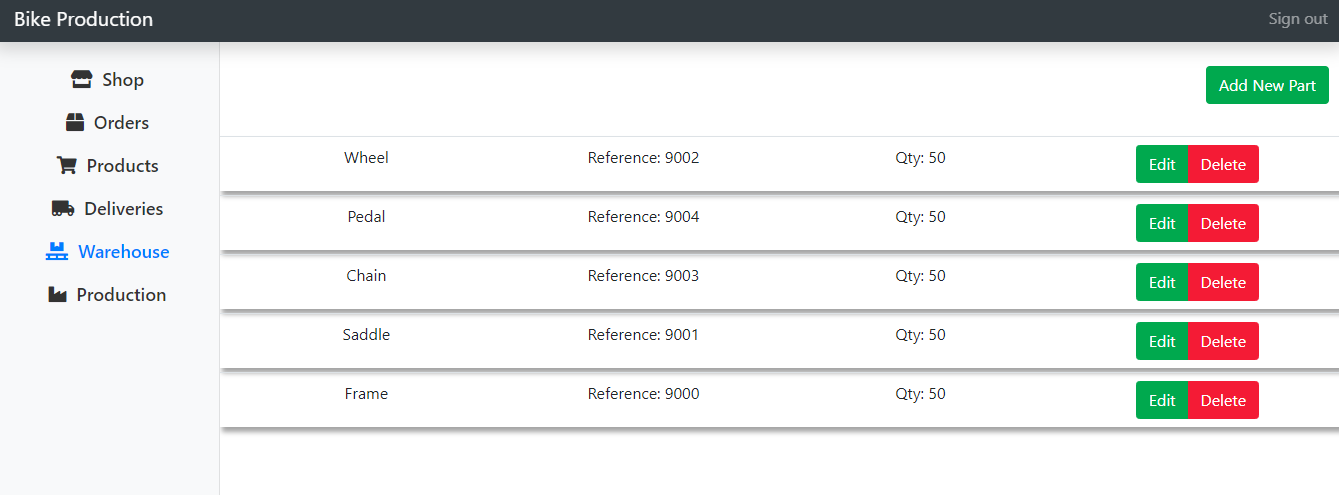 Bike Production Sign out
Shop
Orders
Products
Deliveries
Warehouse
Production
Add New Part
Wheel Reference: 9002 Qty: 50 Edit Delete
Pedal Reference: 9004 Qty: 50 Edit Delete
Chain Reference: 9003 Qty: 50 Edit Delete
Saddle Reference: 9001 Qty: 50 Edit Delete
Frame Reference: 9000 Qty: 50 Edit Delete